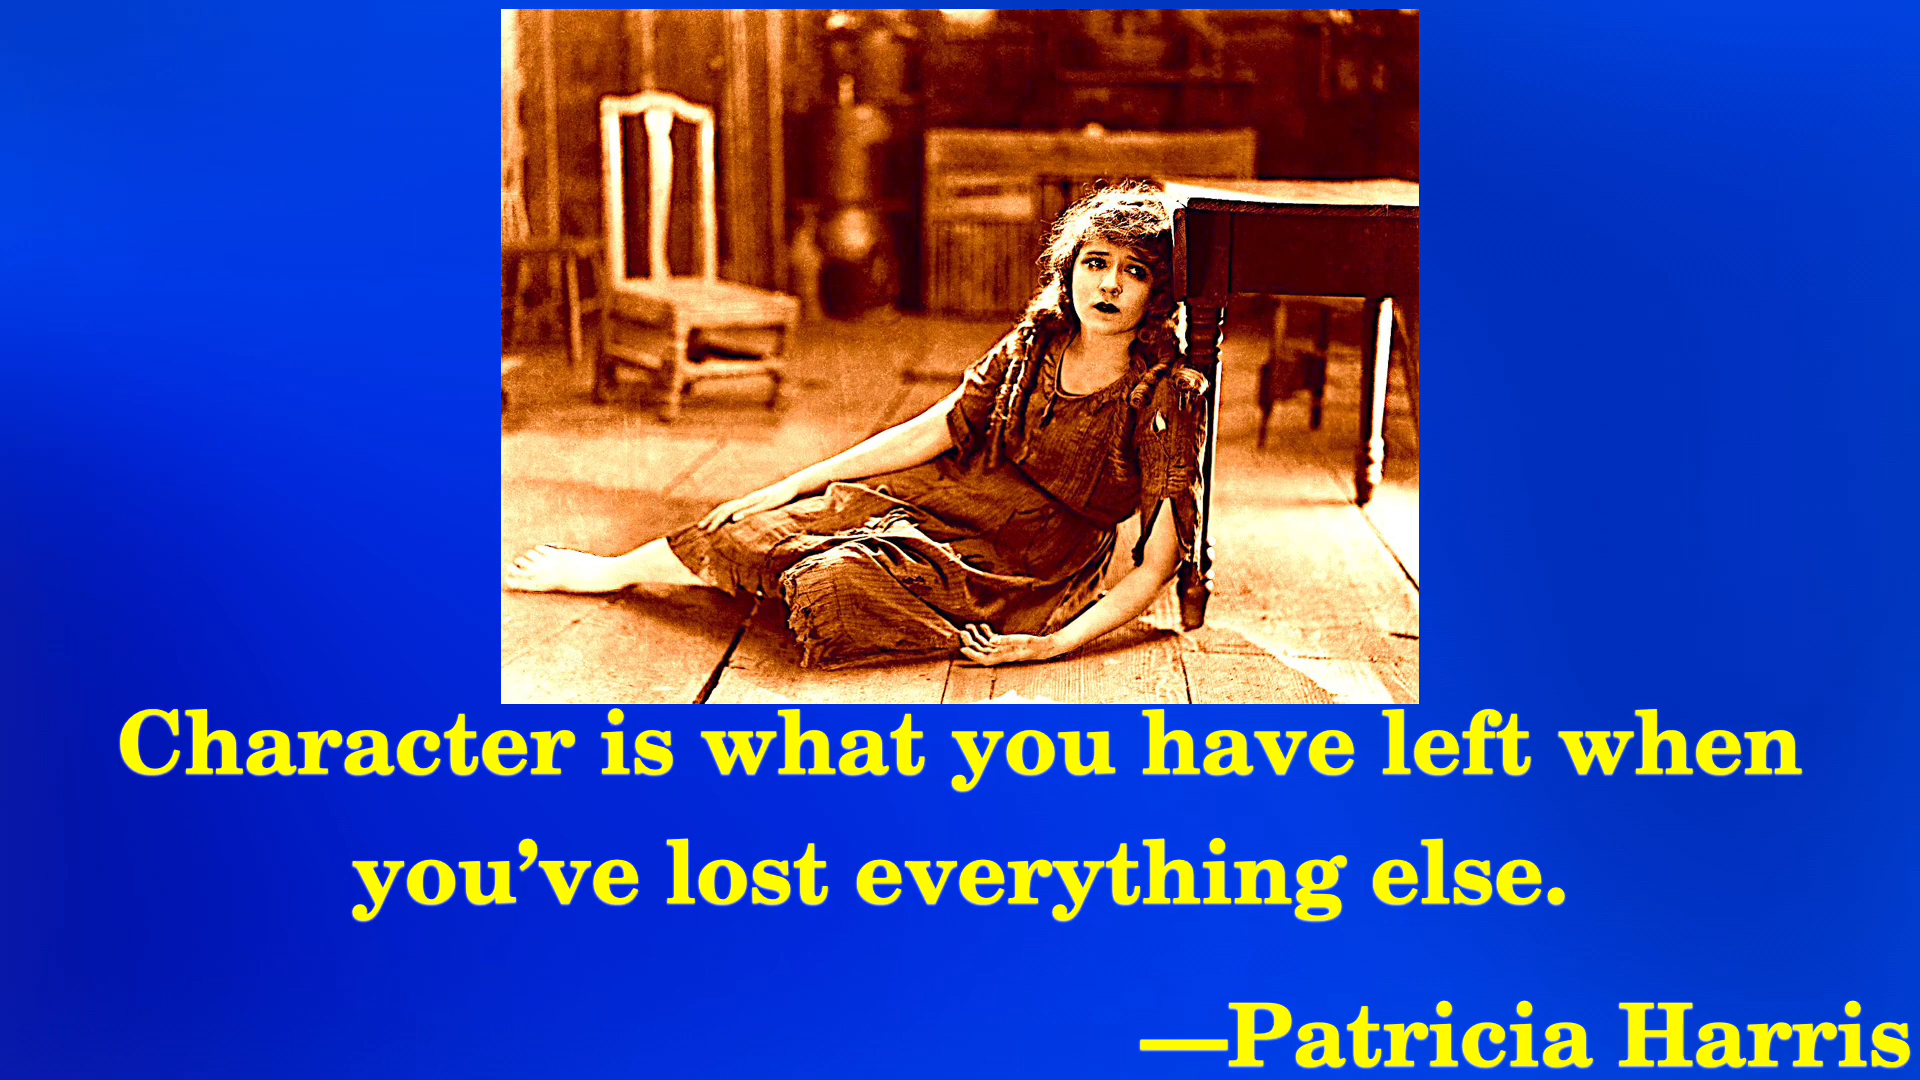 Character is what you have left when
you’ve lost everything else.
—Patricia Harris